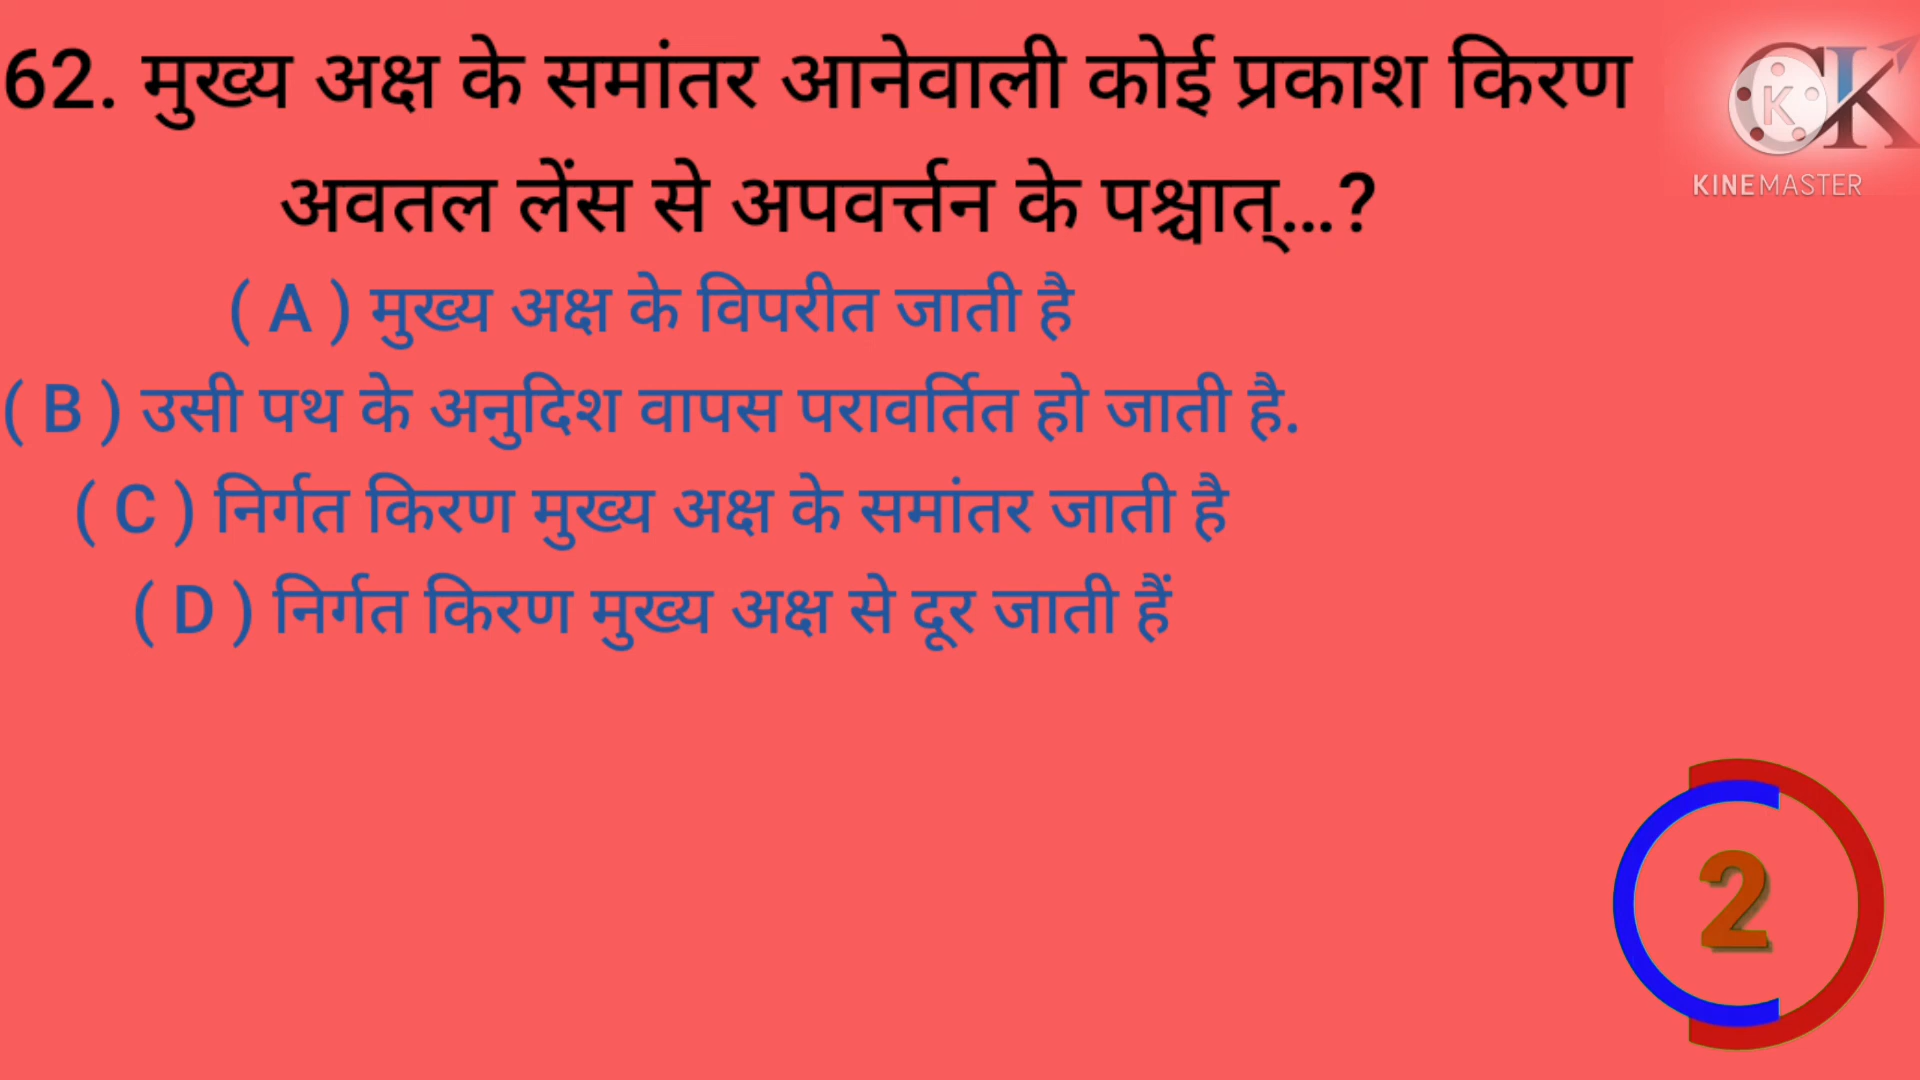 62. मुख्य अक्ष के समांतर आनेवाली कोई प्रकाश किरण
अवतल लेंस से अपवर्त्तन के पश्चात्...?
( A ) मुख्य अक्ष के विपरीत जाती है
( B ) उसी पथ के अनुदिश वापस परावर्तित हो जाती है.
( C ) निर्गत किरण मुख्य अक्ष के समांतर जाती है
( D ) निर्गत किरण मुख्य अक्ष से दूर जाती हैं
CK
K
KINEMASTER
2